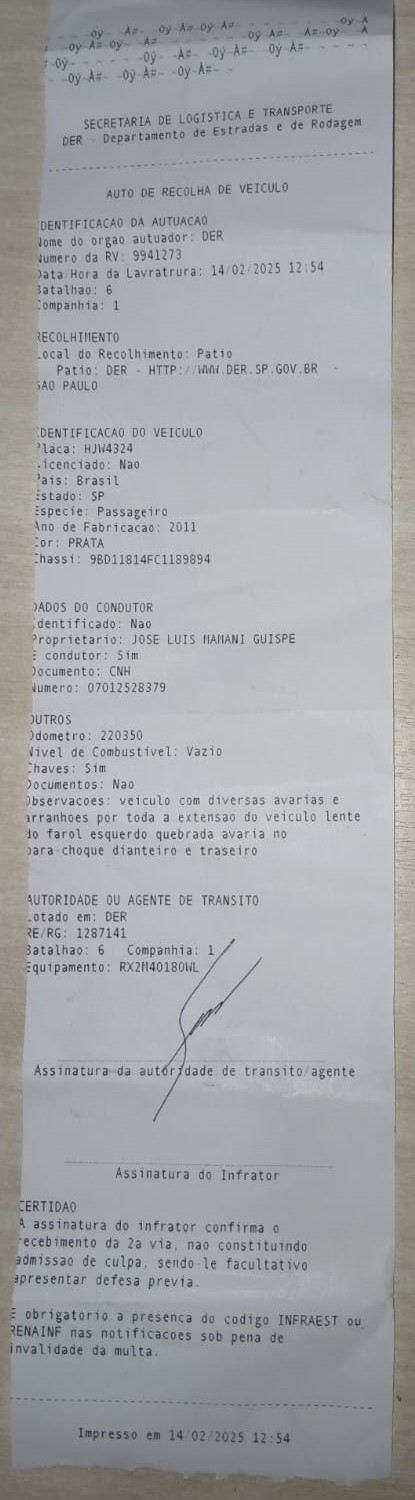 SECRETARIA DE LOGISTICA E TRANSPORTE
DER - Departamento de Estradas e de Rodagem
AUTO DE RECOLHA DE VEICULO
IDENTIFICACAO DA AUTUACAO
Nome do orgao autuador: DER
Numero da RV: 9941273
Data/Hora da Lavratrura: 14/02/2025 12:54
Batalhao: 6
Companhia: 1
RECOLHIMENTO
Local do Recolhimento: Patio
Patio: DER - HTTP://WWW.DER.SP.GOV.BR -
SAO PAULO
IDENTIFICACAO DO VEICULO
Placa: HJW4324
Licenciado: Nao
Pais: Brasil
Estado: SP
Especie: Passageiro
Ano de Fabricacao: 2011
Cor: PRATA
Chassi: 9BD11814FC1189894
DADOS DO CONDUTOR
Identificado: Nao
Proprietario: JOSE LUIS MAMANI GUISPE
E condutor: Sim
Documento: CNH
Numero: 07012528379
OUTROS
Odometro: 220350
Nivel de Combustivel: Vazio
Chaves: Sim
Documentos: Nao
Observacoes: veiculo com diversas avarias e
arranhoes por toda a extensao do veiculo lente
do farol esquerdo quebrada avaria no
para-choque dianteiro e traseiro
AUTORIDADE OU AGENTE DE TRANSITO
Lotado em: DER
RE/RG: 1287141
Batalhao: 6 Companhia: 1
Equipamento: RX2M40180WL
Assinatura da autoridade de transito/agente
Assinatura do Infrator
CERTIDAO
A assinatura do infrator confirma o
recebimento da 2a via, nao constituindo
admissao de culpa, sendo-le facultativo
apresentar defesa previa.
E obrigatorio a presenca do codigo INFRAEST ou
RENAINF nas notificacoes sob pena de
invalidade da multa.
Impresso em 14/02/2025 12:54